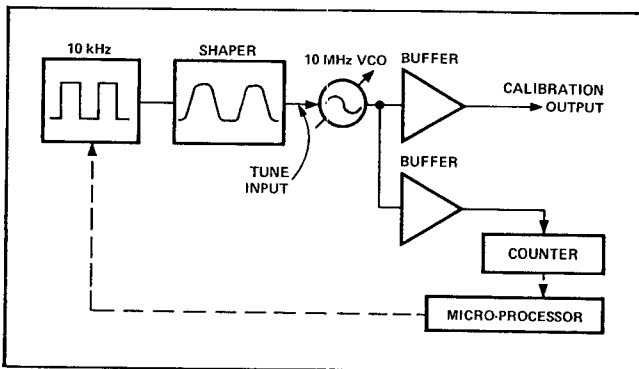 10 kHz
SHAPER
10 MHz VCO
BUFFER
CALIBRATION
OUTPUT
TUNE
INPUT
BUFFER
COUNTER
MICRO-PROCESSOR